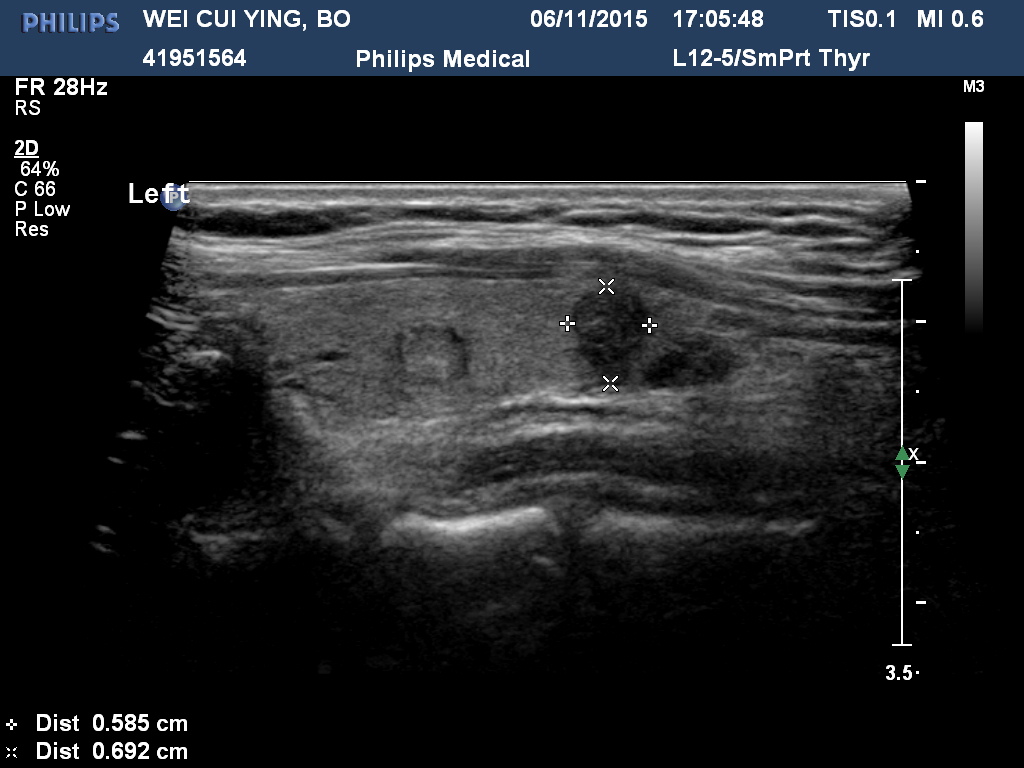 PHILIPS WEI CUI YING, BO 06/11/2015 17:05:48 TIS0.1 MI 0.6
41951564 Philips Medical L12-5/SmPrt Thyr
FR 28Hz
RS
M3
2D
64%
C 66
P Low
Res
Left
P
X
3.5
Dist 0.585 cm
Dist 0.692 cm